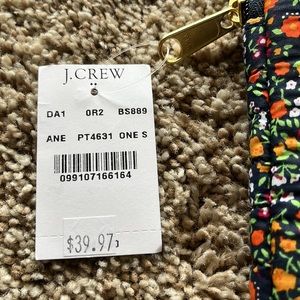 J.CREW
DA1 0R2 BS889
ANE PT4631 ONE S
099107166164
$39.97